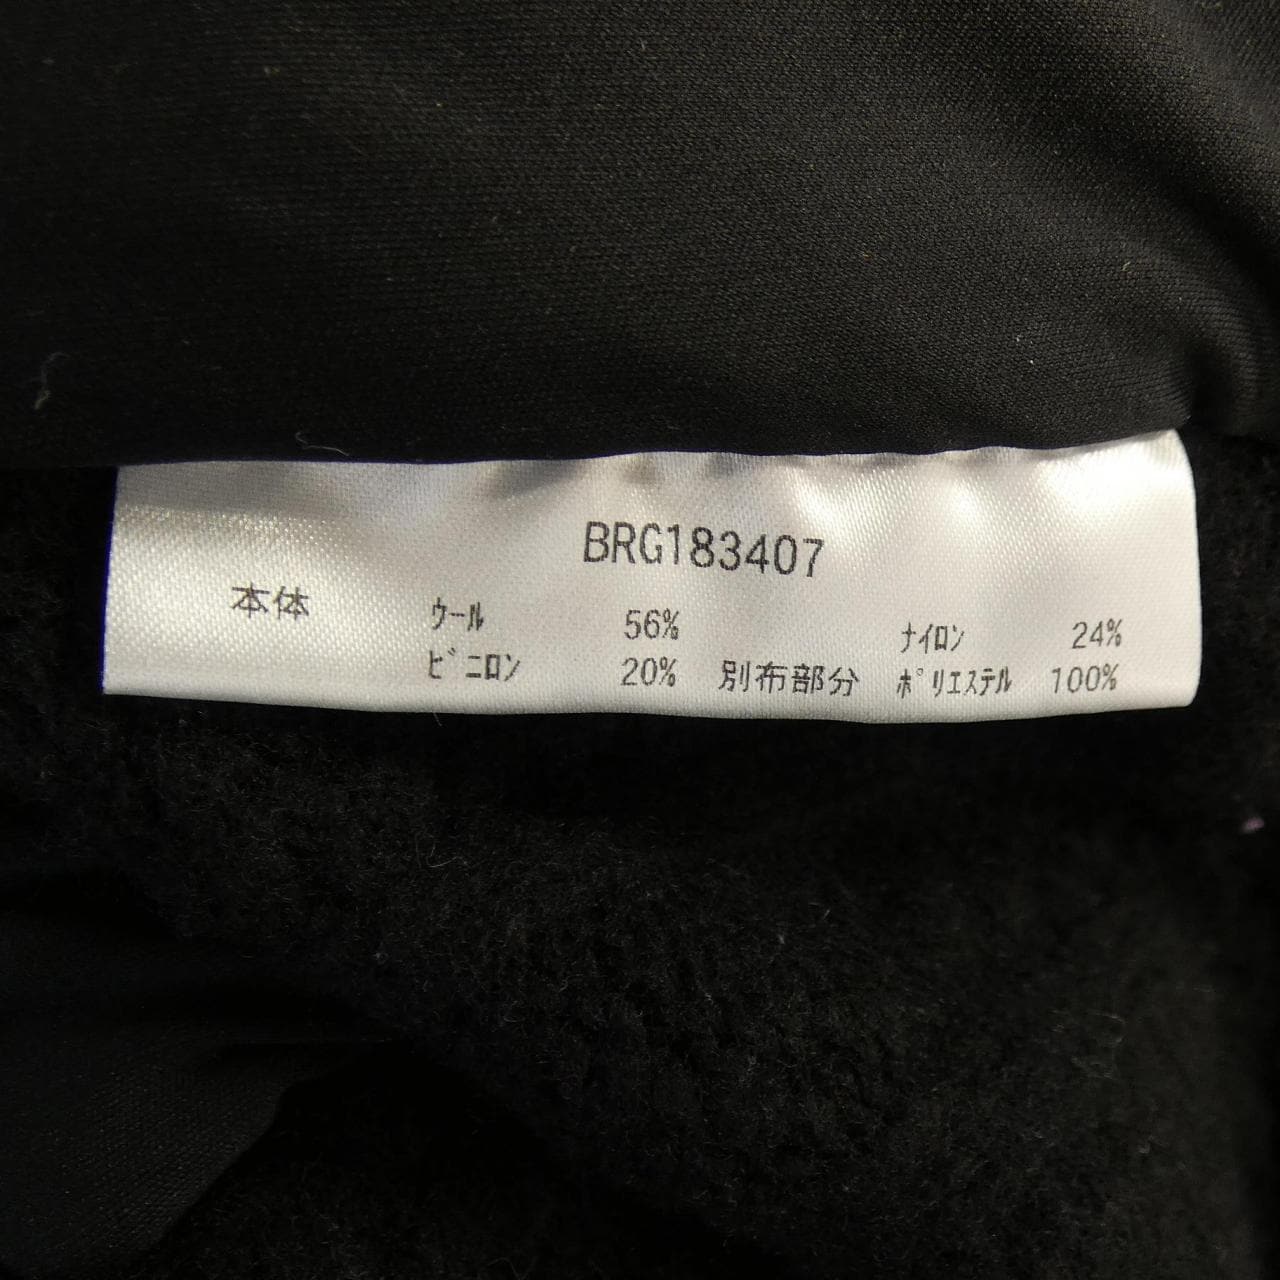 BRG183407
本体 ｳｰﾙ 56% ﾅｲﾛﾝ 24%
ﾋﾞﾆﾛﾝ 20% 別布部分 ﾎﾟﾘｴｽﾃﾙ 100%